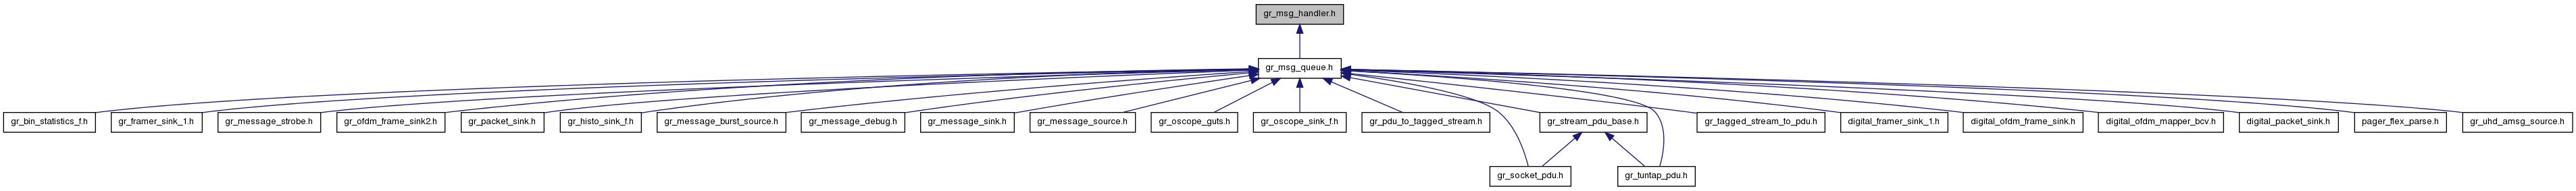 gr_msg_handler.h
gr_msg_queue.h
gr_bin_statistics_f.h
gr_framer_sink_1.h
gr_message_strobe.h
gr_ofdm_frame_sink2.h
gr_packet_sink.h
gr_histo_sink_f.h
gr_message_burst_source.h
gr_message_debug.h
gr_message_sink.h
gr_message_source.h
gr_oscope_guts.h
gr_oscope_sink_f.h
gr_pdu_to_tagged_stream.h
gr_stream_pdu_base.h
gr_tagged_stream_to_pdu.h
digital_framer_sink_1.h
digital_ofdm_frame_sink.h
digital_ofdm_mapper_bcv.h
digital_packet_sink.h
pager_flex_parse.h
gr_uhd_amsg_source.h
gr_socket_pdu.h
gr_tuntap_pdu.h